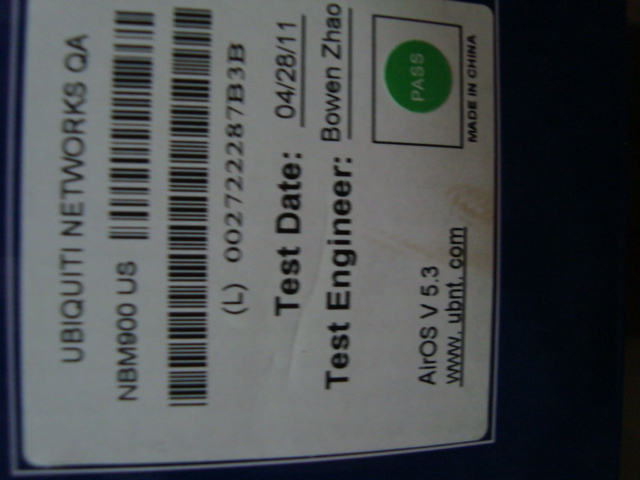 UBIQUITI NETWORKS QA
NBM900 US
(L) 002722287B3B
Test Date: 04/28/11
Test Engineer: Bowen Zhao
PASS
AirOS V 5.3
www.ubnt.com
MADE IN CHINA